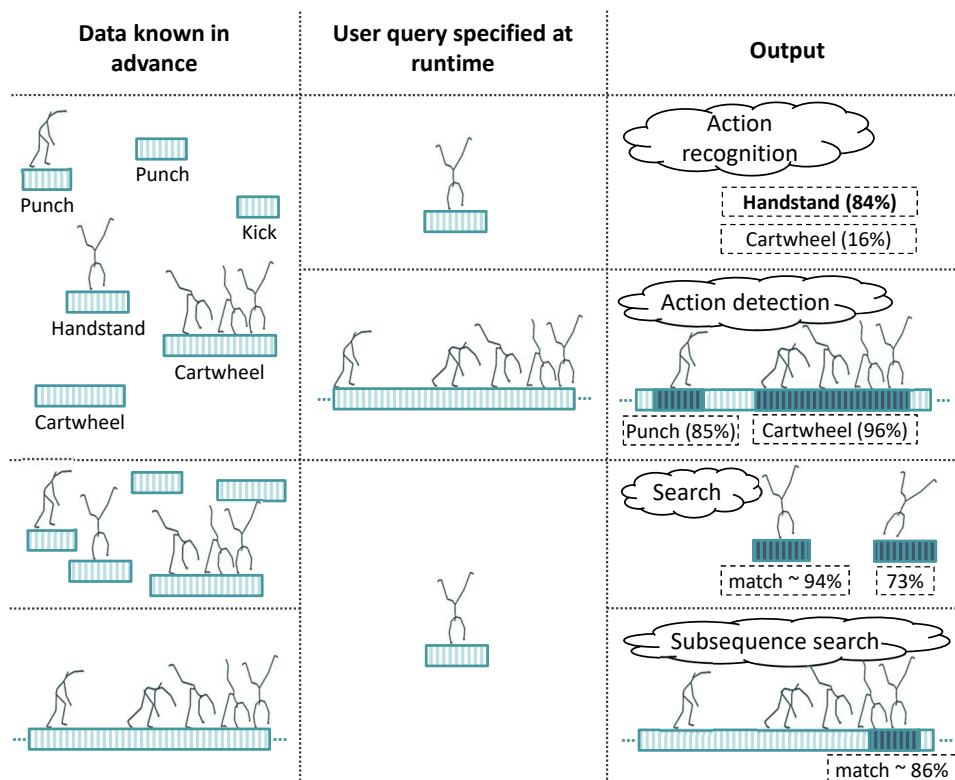 Data known in
advance
User query specified at
runtime
Output
Punch
Punch
Kick
Handstand
Cartwheel
Cartwheel
Action
recognition
Handstand (84%)
Cartwheel (16%)
Action detection
...
...
...
...
Punch (85%)
Cartwheel (96%)
Search
match ~ 94%
73%
Subsequence search
...
...
...
...
match ~ 86%